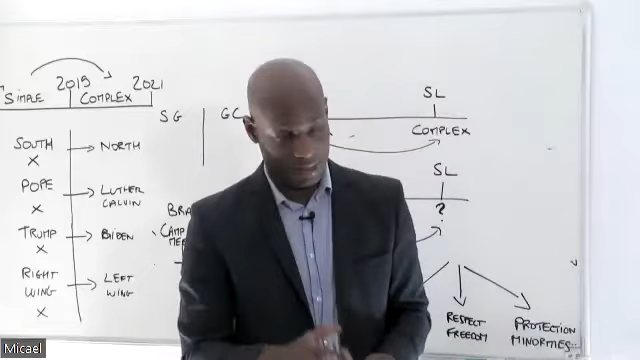 2019 2021
SIMPLE COMPLEX
SG GC
SL
COMPLEX
SOUTH NORTH
X
POPE LUTHER
CALVIN
X
TRUMP BIDEN
X
RIGHT
WING
LEFT
WING
X
SL
?
RESPECT
FREEDOM
PROTECTION
MINORITIES
Micael